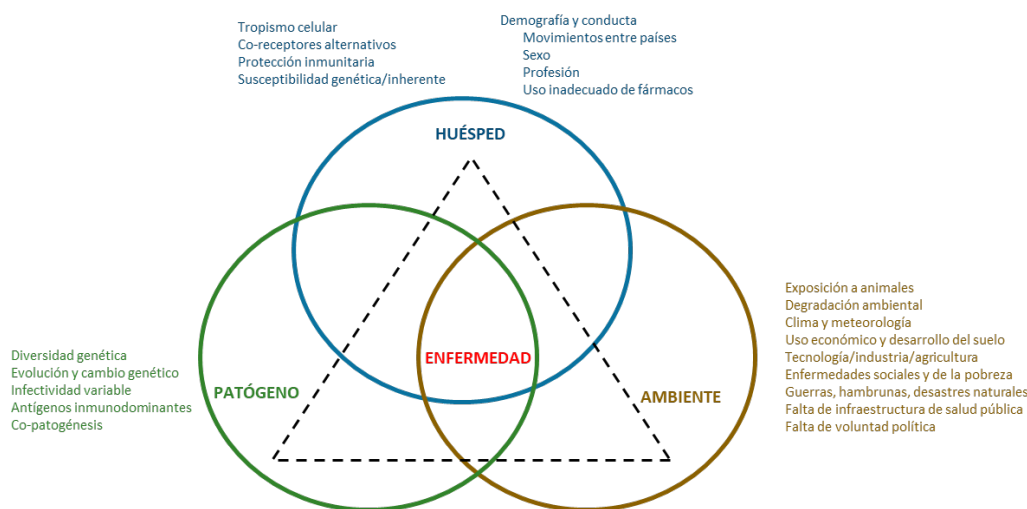 Tropismo celular
Co-receptores alternativos
Protección inmunitaria
Susceptibilidad genética/inherente
Demografía y conducta
Movimientos entre países
Sexo
Profesión
Uso inadecuado de fármacos
HUÉSPED
Exposición a animales
Degradación ambiental
Clima y meteorología
Uso económico y desarrollo del suelo
Tecnología/industria/agricultura
Enfermedades sociales y de la pobreza
Guerras, hambrunas, desastres naturales
Falta de infraestructura de salud pública
Falta de voluntad política
Diversidad genética
Evolución y cambio genético
Infectividad variable
Antígenos inmunodominantes
Co-patogénesis
ENFERMEDAD
PATÓGENO
AMBIENTE